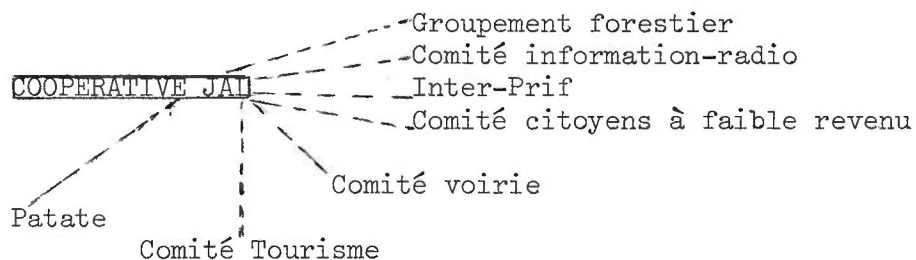 Groupement forestier
Comité information-radio
COOPERATIVE JAL
Inter-Prif
Comité citoyens à faible revenu
Comité voirie
Patate
Comité Tourisme